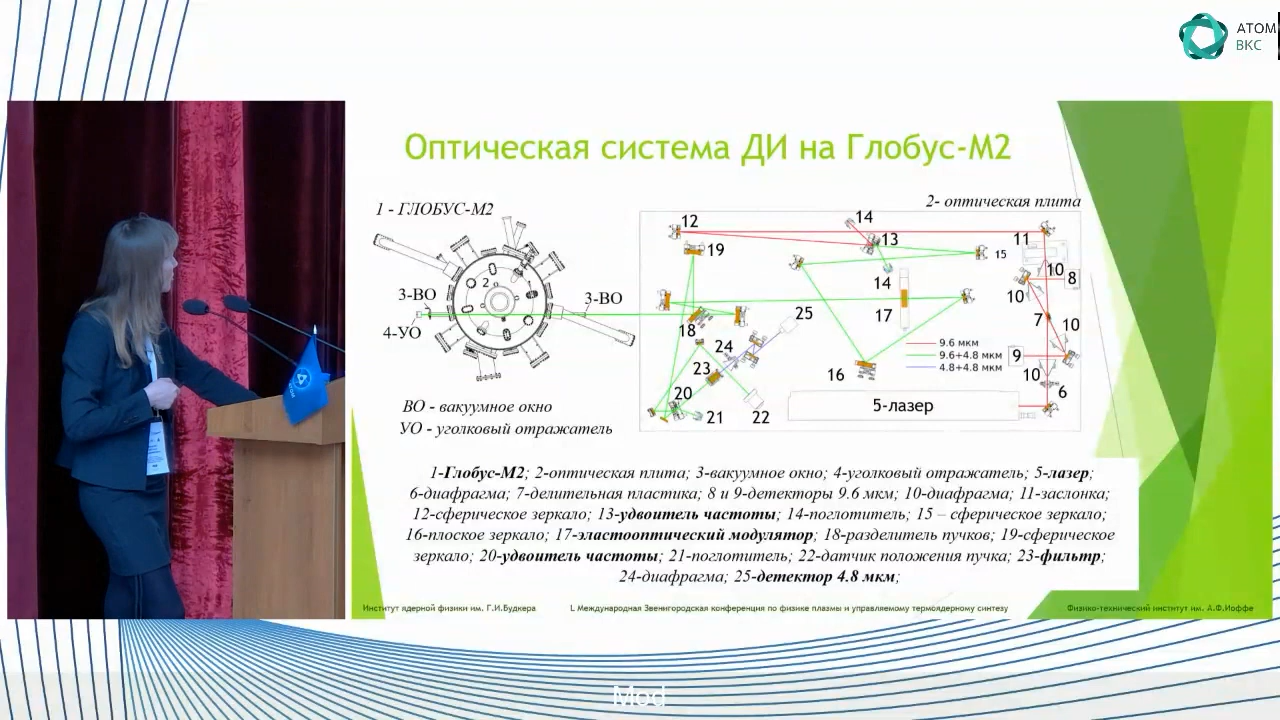 АТОМ
ВКС
Оптическая система ДИ на Глобус-М2
1 - ГЛОБУС-М2
2- оптическая плита
2
3-ВО
3-ВО
4-УО
ВО - вакуумное окно
УО - уголковый отражатель
12
14
13
11
19
15
10
8
14
10
25
17
7
10
18
24
9.6 мкм
9.6+4.8 мкм
4.8+4.8 мкм
9
23
16
10
20
6
21
22
5-лазер
1-Глобус-М2; 2-оптическая плита; 3-вакуумное окно; 4-уголковый отражатель; 5-лазер;
6-диафрагма; 7-делительная пластика; 8 и 9-детекторы 9.6 мкм; 10-диафрагма; 11-заслонка;
12-сферическое зеркало; 13-удвоитель частоты; 14-поглотитель; 15 – сферическое зеркало;
16-плоское зеркало; 17-эластооптический модулятор; 18-разделитель пучков; 19-сферическое
зеркало; 20-удвоитель частоты; 21-поглотитель; 22-датчик положения пучка; 23-фильтр;
24-диафрагма; 25-детектор 4.8 мкм;
Институт ядерной физики им. Г.И.Будкера
L Международная Звенигородская конференция по физике плазмы и управляемому термоядерному синтезу
Физико-технический институт им. А.Ф.Иоффе
Mod